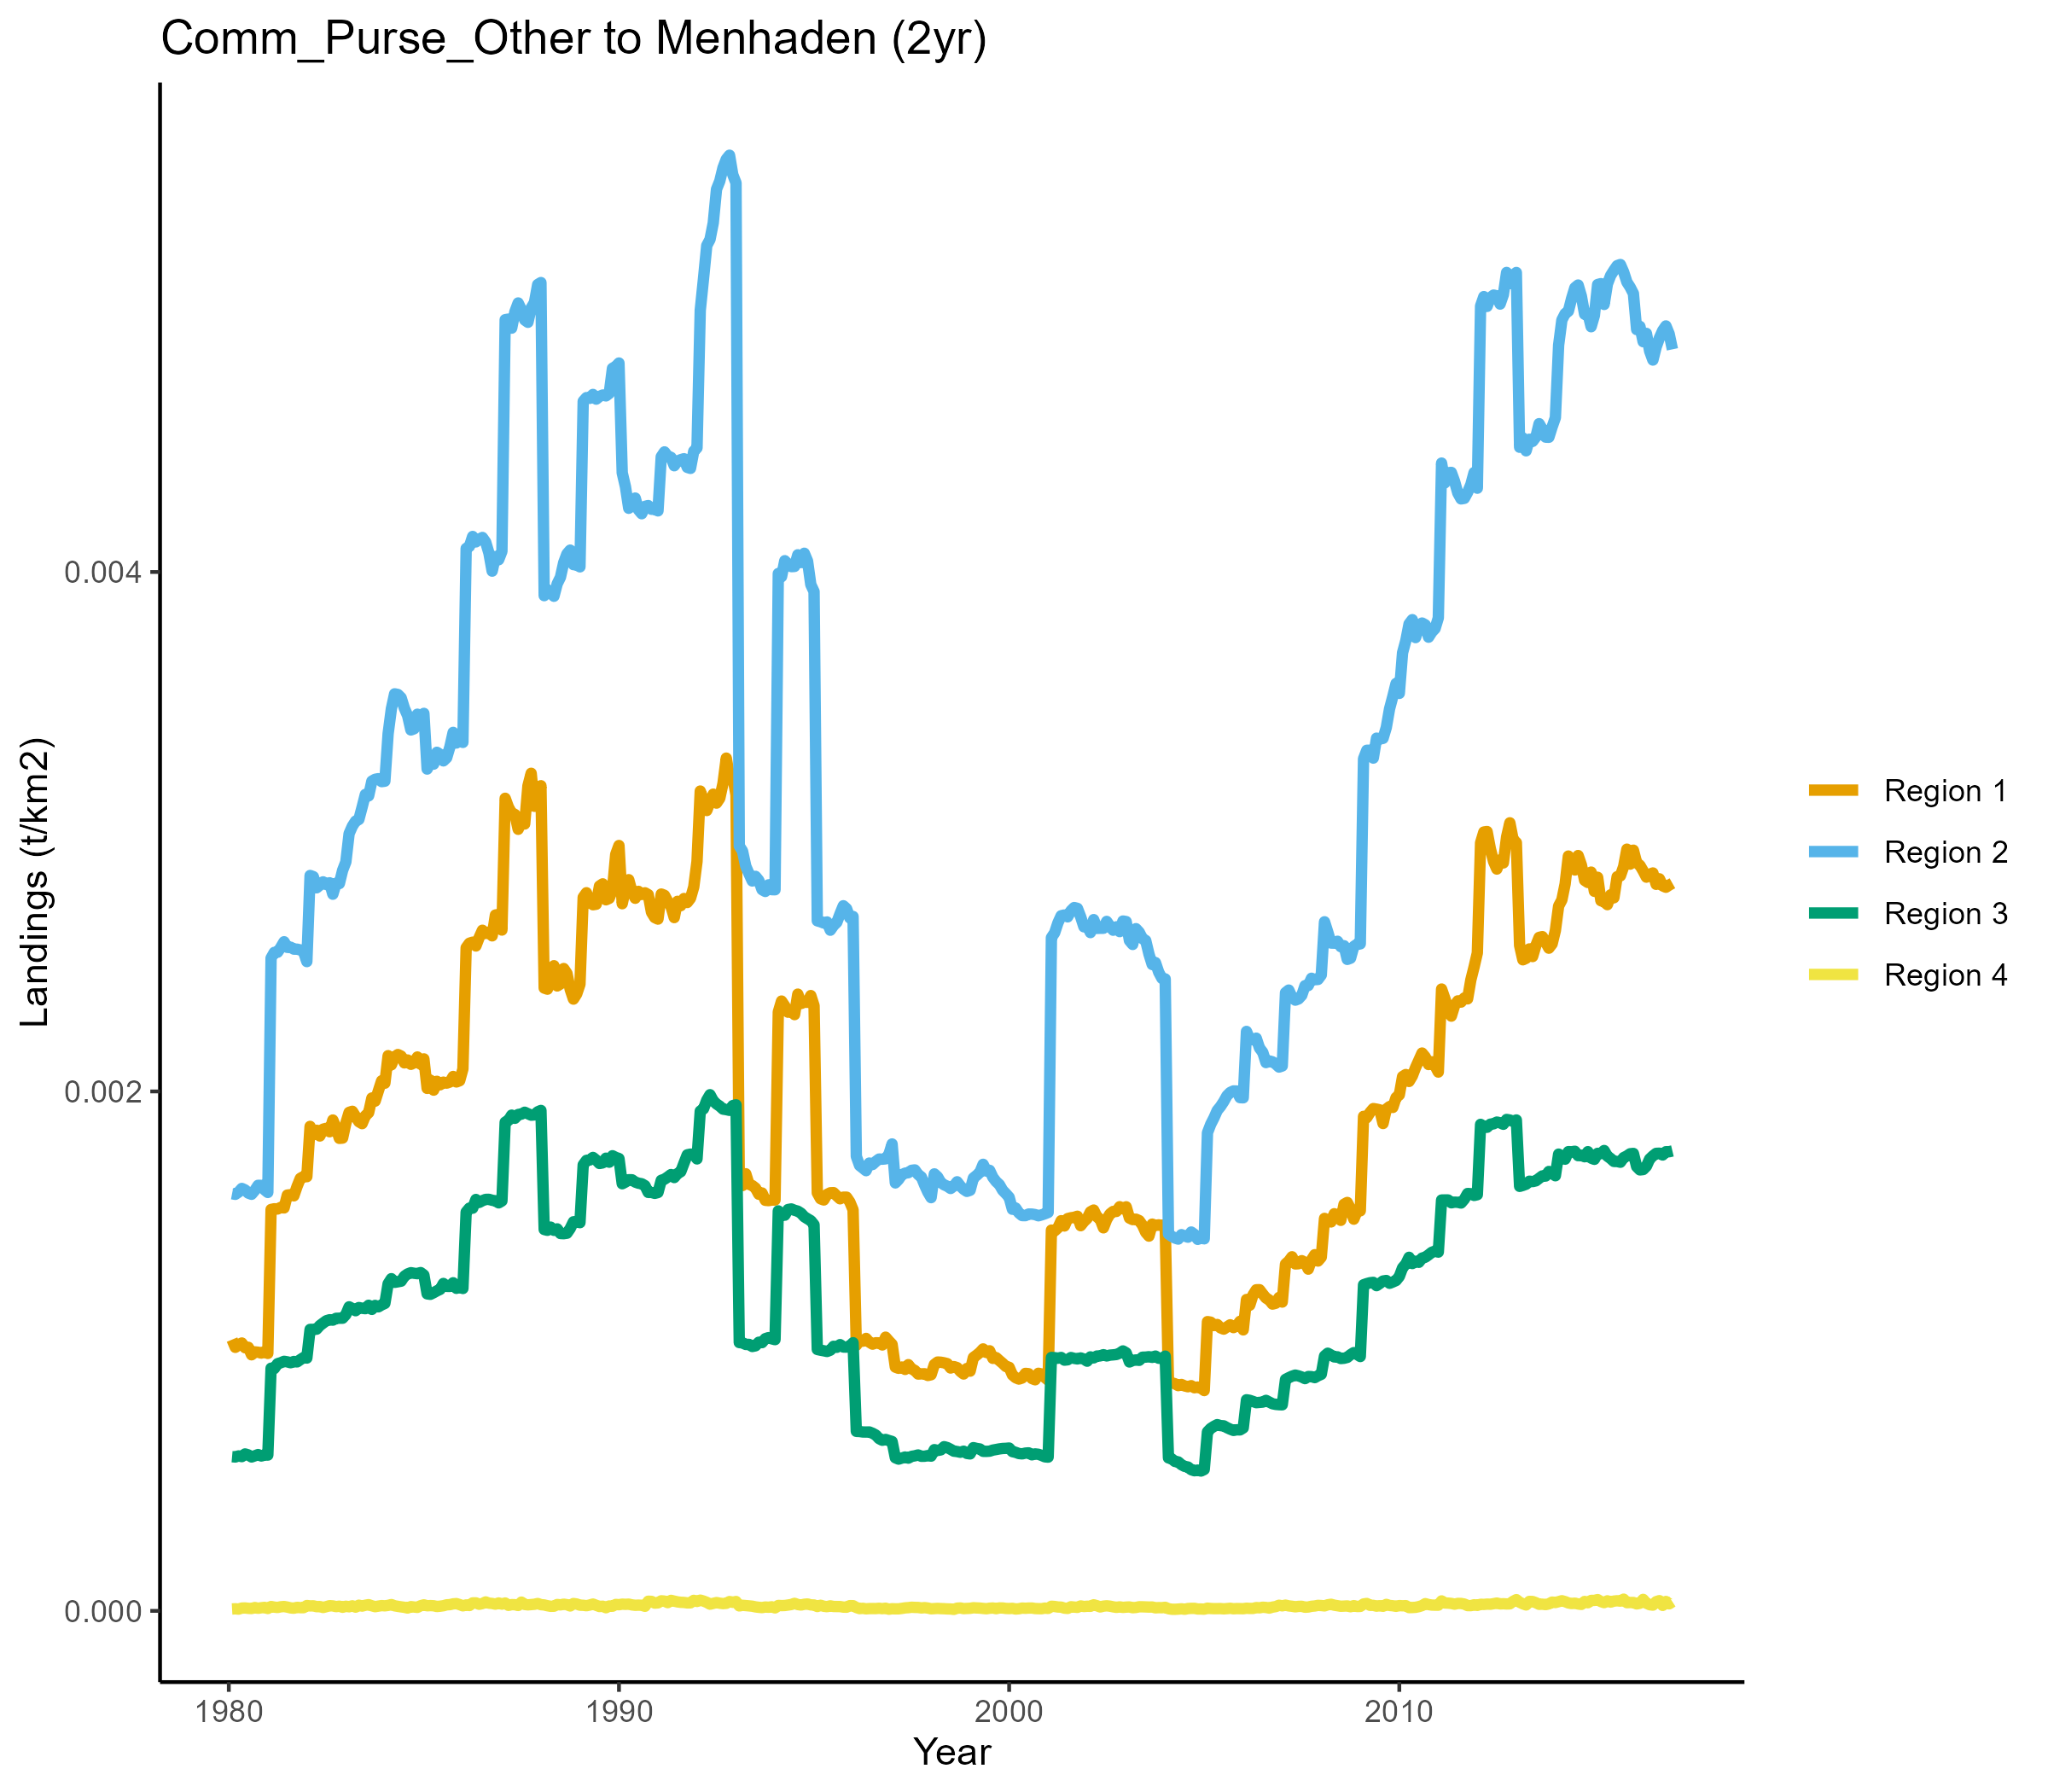 Comm_Purse_Other to Menhaden (2yr)
Landings (t/km2)
0.004
0.002
0.000
1980 1990 2000 2010
Year
Region 1
Region 2
Region 3
Region 4